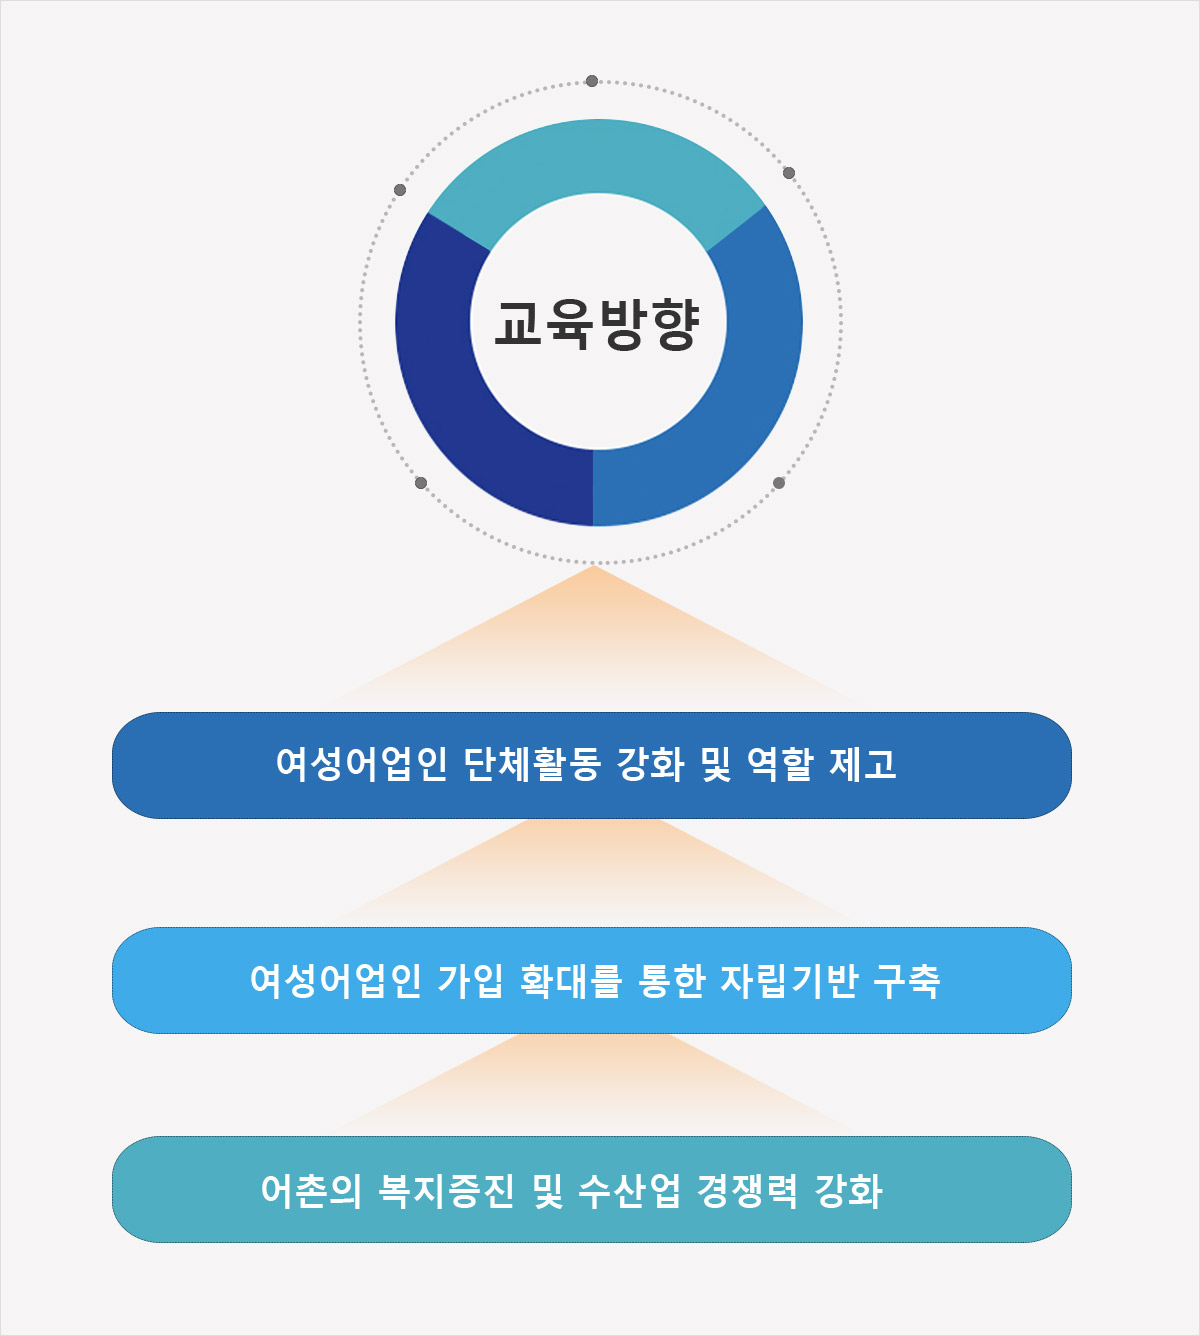 교육방향
여성어업인 단체활동 강화 및 역할 제고
여성어업인 가입 확대를 통한 자립기반 구축
어촌의 복지증진 및 수산업 경쟁력 강화